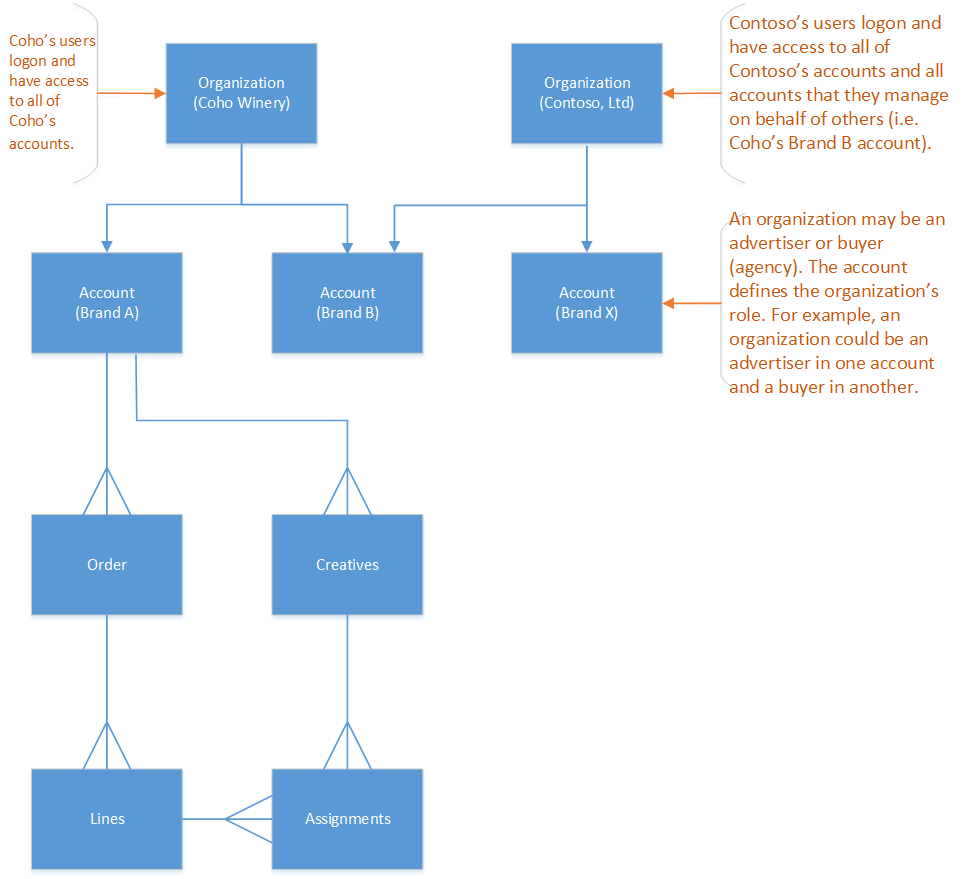 Coho’s users
logon and
have access
to all of
Coho’s
accounts.
Organization
(Coho Winery)
Organization
(Contoso, Ltd)
Contoso’s users logon and
have access to all of
Contoso’s accounts and all
accounts that they manage
on behalf of others (i.e.
Coho’s Brand B account).
Account
(Brand A)
Account
(Brand B)
Account
(Brand X)
An organization may be an
advertiser or buyer
(agency). The account
defines the organization’s
role. For example, an
organization could be an
advertiser in one account
and a buyer in another.
Order
Creatives
Lines
Assignments